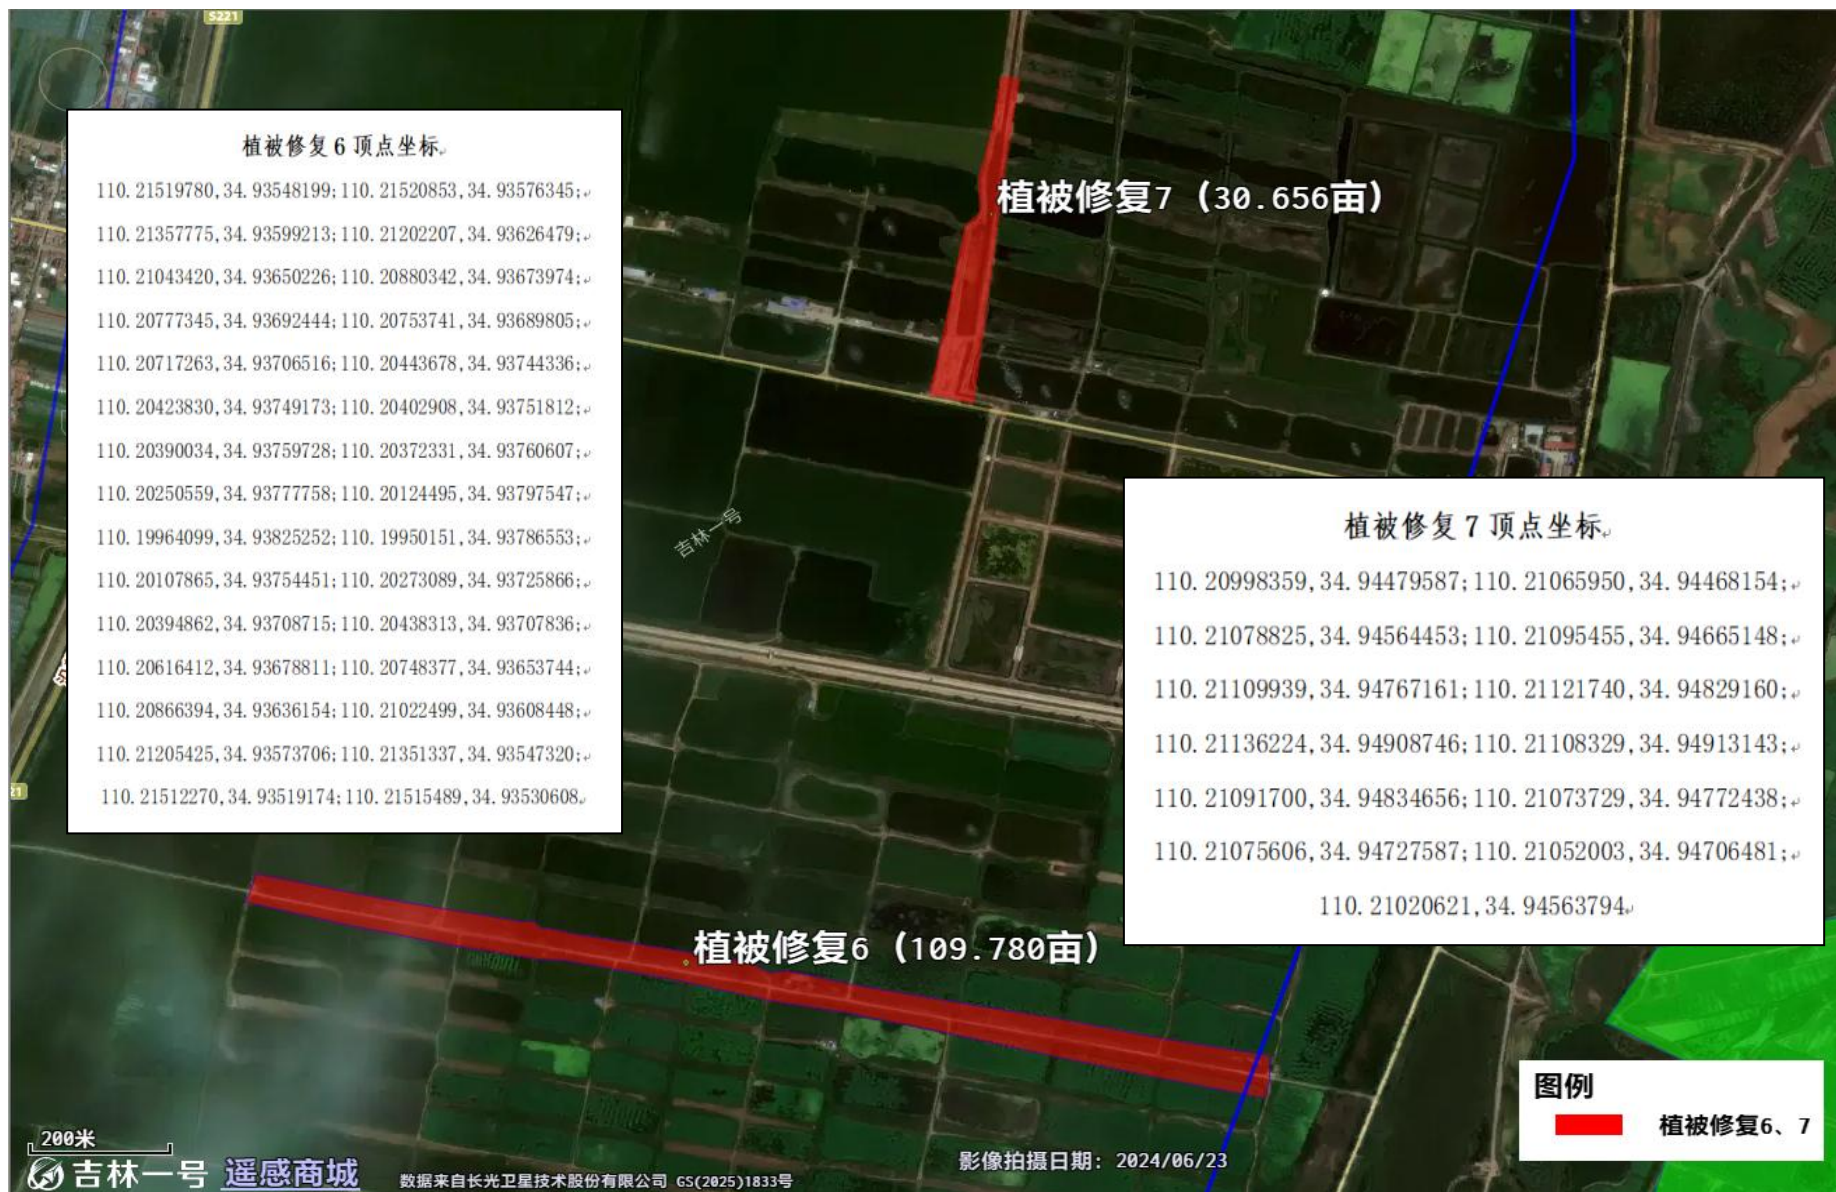 S221
植被修复6顶点坐标
110.21519780,34.93548199;110.21520853,34.93576345;
110.21357775,34.93599213;110.21202207,34.93626479;
110.21043420,34.93650226;110.20880342,34.93673974;
110.20777345,34.93692444;110.20753741,34.93689805;
110.20717263,34.93706516;110.20443678,34.93744336;
110.20423830,34.93749173;110.20402908,34.93751812;
110.20390034,34.93759728;110.20372331,34.93760607;
110.20250559,34.93777758;110.20124495,34.93797547;
110.19964099,34.93825252;110.19950151,34.93786553;
110.20107865,34.93754451;110.20273089,34.93725866;
110.20394862,34.93708715;110.20438313,34.93707836;
110.20616412,34.93678811;110.20748377,34.93653744;
110.20866394,34.93636154;110.21022499,34.93608448;
110.21205425,34.93573706;110.21351337,34.93547320;
110.21512270,34.93519174;110.21515489,34.93530608
植被修复7（30.656亩）
吉林一号
植被修复7顶点坐标
110.20998359,34.94479587;110.21065950,34.94468154;
110.21078825,34.94564453;110.21095455,34.94665148;
110.21109939,34.94767161;110.21121740,34.94829160;
110.21136224,34.94908746;110.21108329,34.94913143;
110.21091700,34.94834656;110.21073729,34.94772438;
110.21075606,34.94727587;110.21052003,34.94706481;
110.21020621,34.94563794
21
植被修复6（109.780亩）
图例
植被修复6、7
200米
吉林一号 遥感商城
数据来自长光卫星技术股份有限公司 GS(2025)1833号
影像拍摄日期：2024/06/23